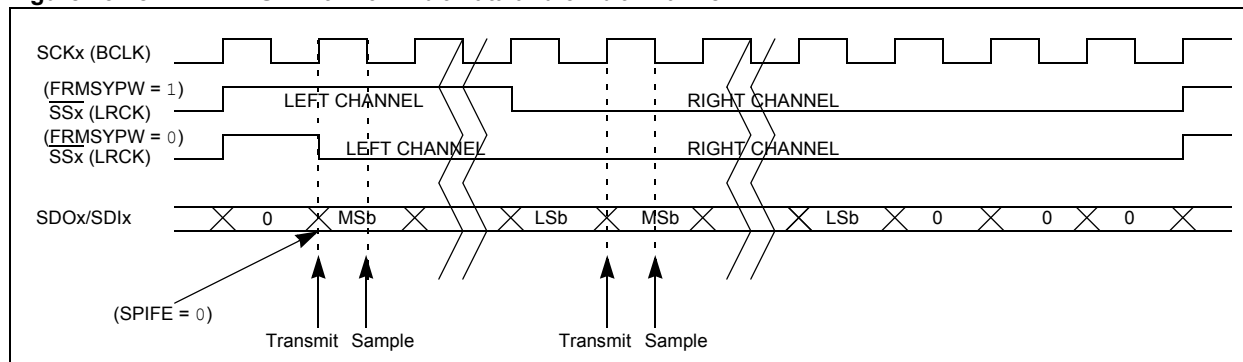 SCKx (BCLK)
(FRMSYPW = 1)
SSx (LRCK)
LEFT CHANNEL
RIGHT CHANNEL
(FRMSYPW = 0)
SSx (LRCK)
LEFT CHANNEL
RIGHT CHANNEL
SDOx/SDIx
0 MSb LSb MSb LSb 0 0 0
(SPIFE = 0)
Transmit Sample Transmit Sample